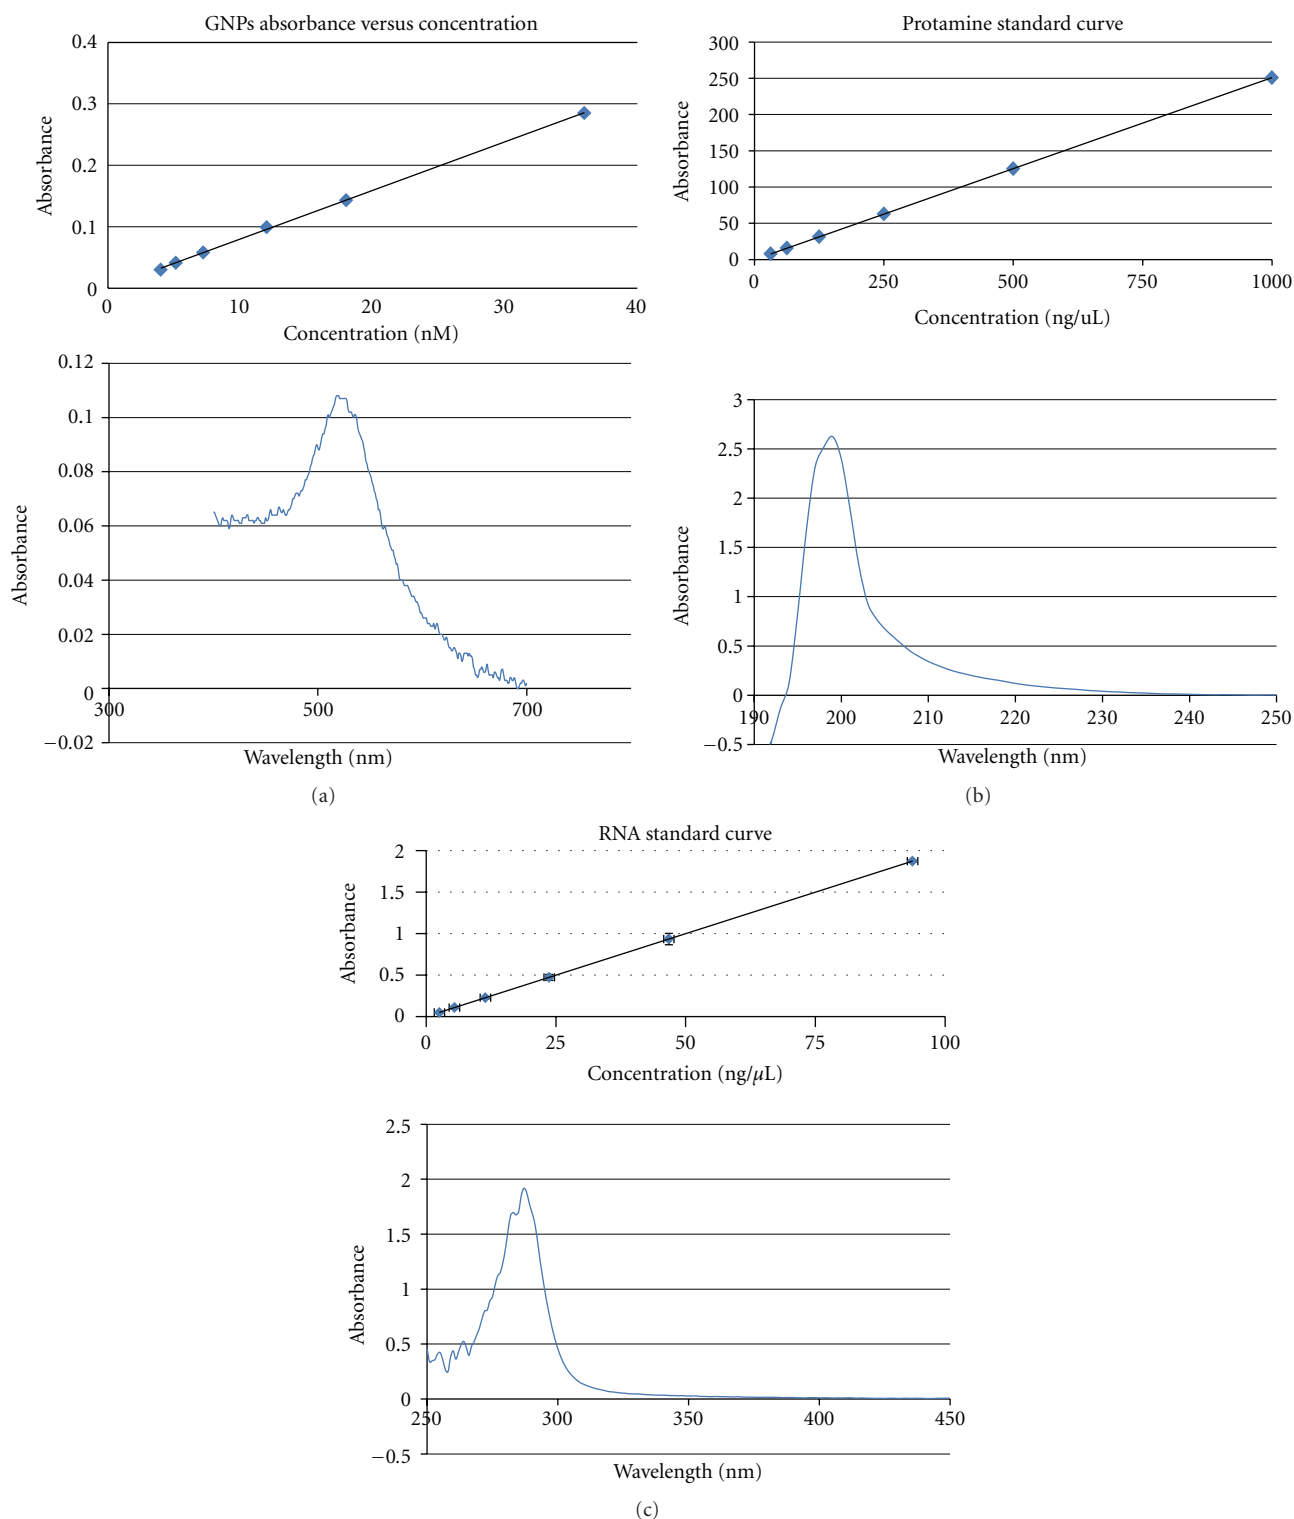 GNPs absorbance versus concentration
0.4
0.3
0.2
0.1
0
Absorbance
0 10 20 30 40
Concentration (nM)
Protamine standard curve
300
250
200
150
100
50
0
Absorbance
0 250 500 750 1000
Concentration (ng/uL)
0.12
0.1
0.08
0.06
0.04
0.02
0
−0.02
Absorbance
300 500 700
Wavelength (nm)
(a)
3
2.5
2
1.5
1
0.5
0
−0.5
Absorbance
190 200 210 220 230 240 250
Wavelength (nm)
(b)
RNA standard curve
2
1.5
1
0.5
0
Absorbance
0 25 50 75 100
Concentration (ng/μL)
2.5
2
1.5
1
0.5
0
−0.5
Absorbance
250 300 350 400 450
Wavelength (nm)
(c)